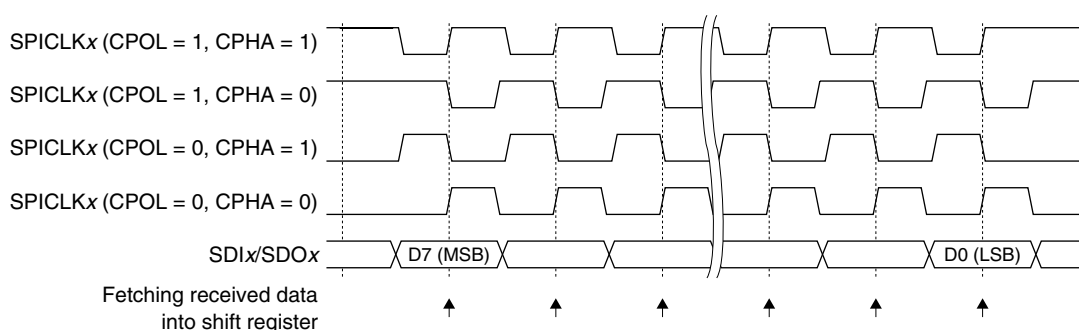 SPICLKx (CPOL = 1, CPHA = 1)
SPICLKx (CPOL = 1, CPHA = 0)
SPICLKx (CPOL = 0, CPHA = 1)
SPICLKx (CPOL = 0, CPHA = 0)
SDIx/SDOx D7 (MSB) D0 (LSB)
Fetching received data
into shift register